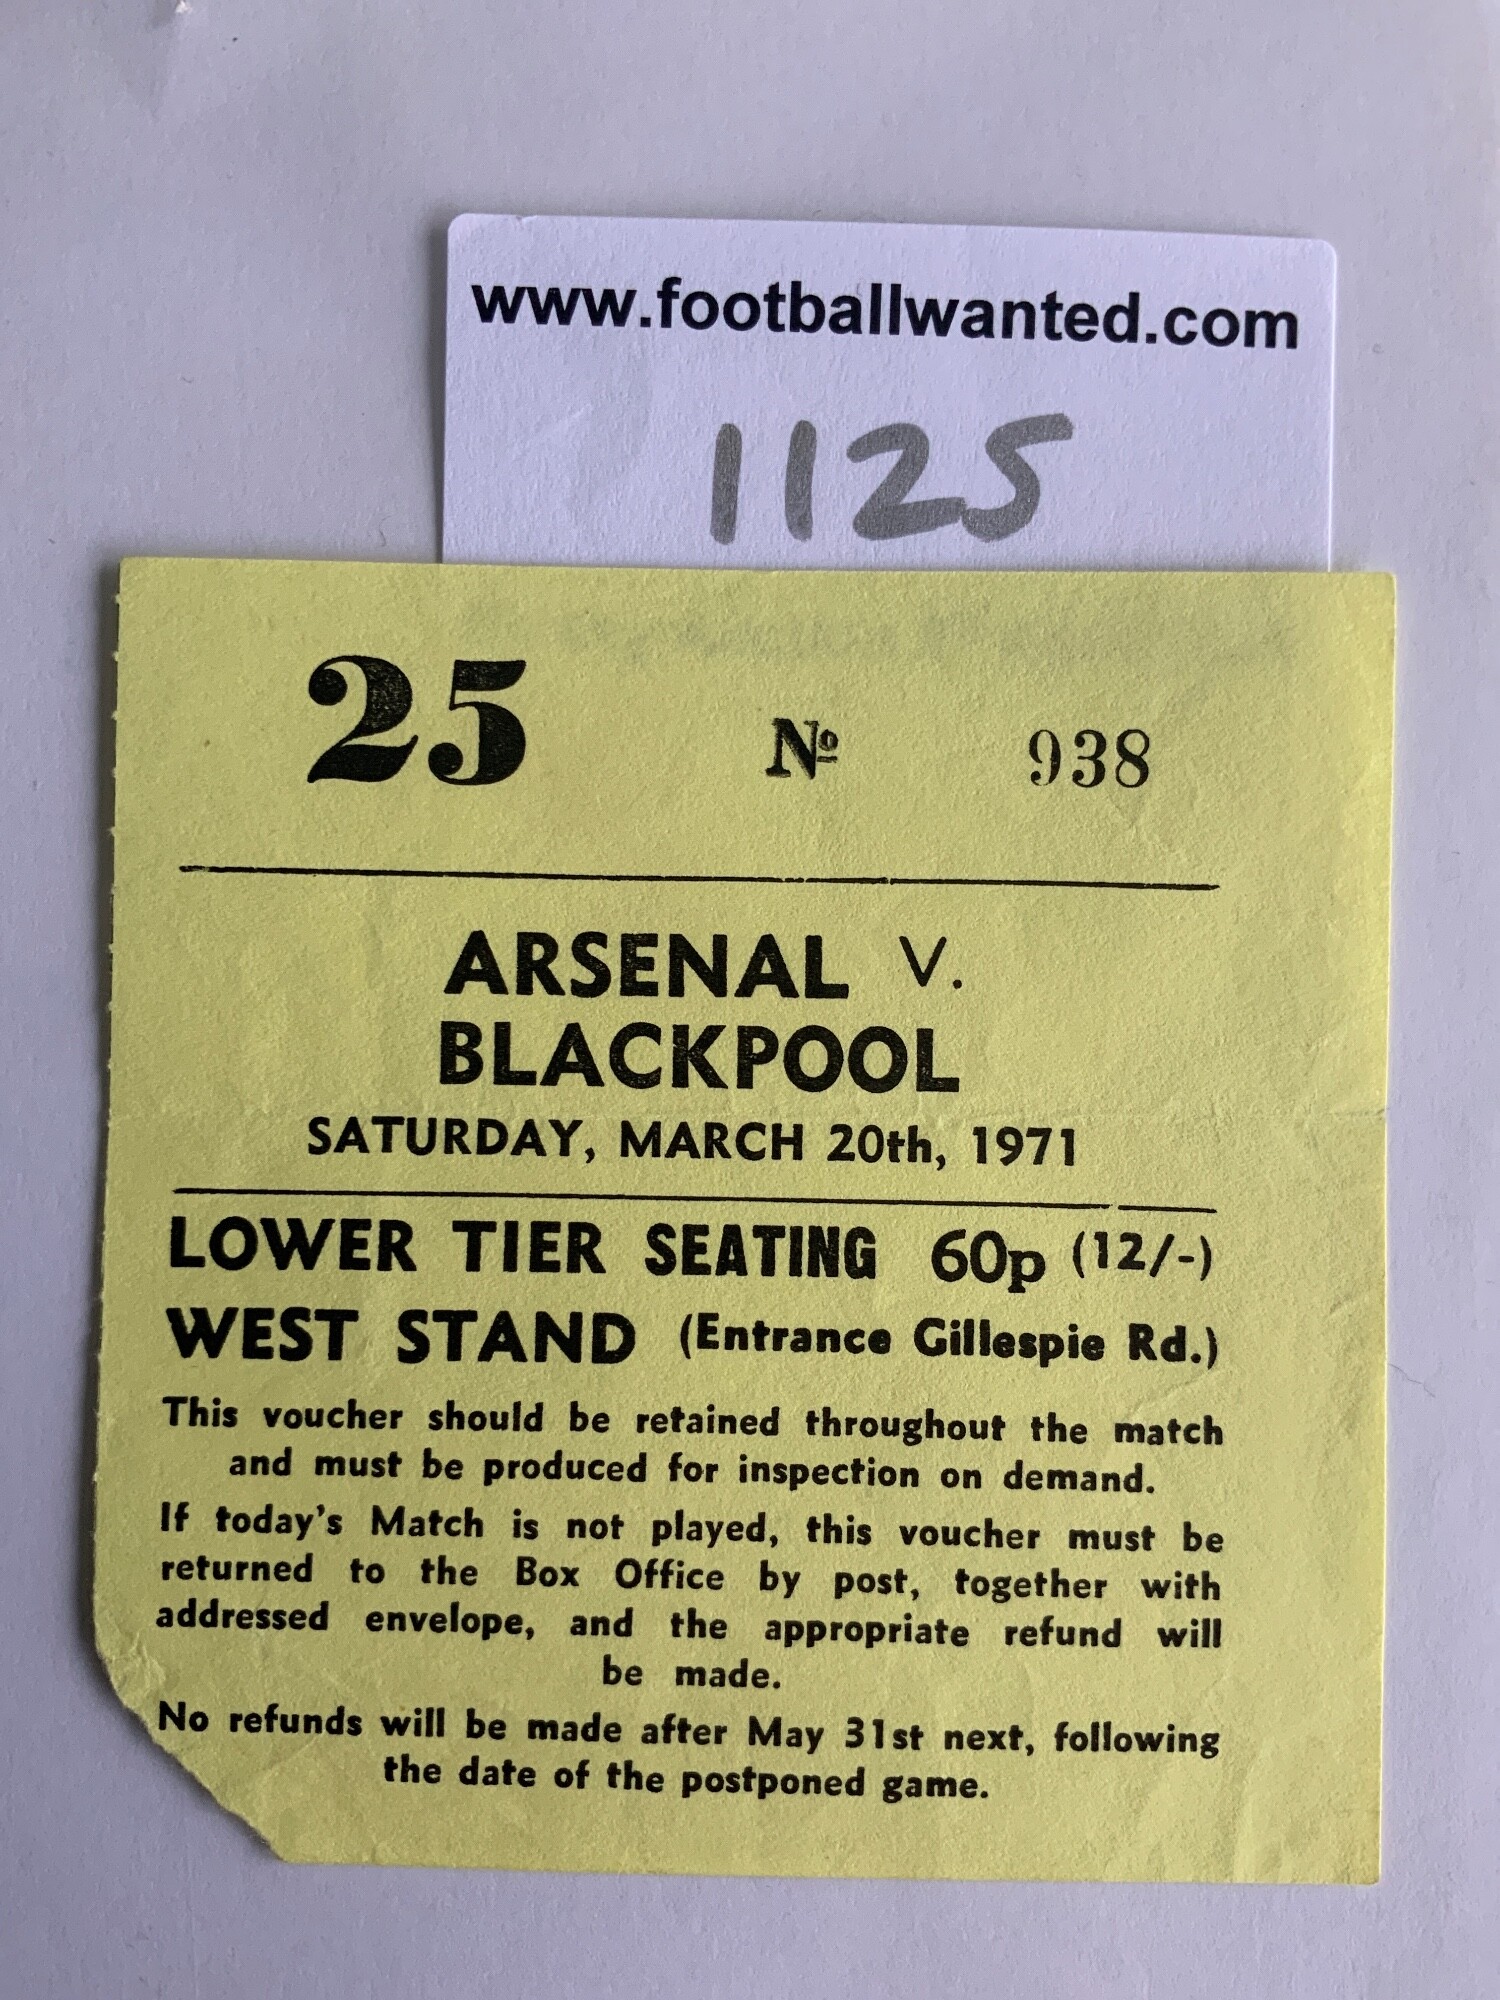 www.footballwanted.com
1125
25 No 938
ARSENAL V.
BLACKPOOL
SATURDAY, MARCH 20th, 1971
LOWER TIER SEATING 60p (12/-)
WEST STAND (Entrance Gillespie Rd.)
This voucher should be retained throughout the match
and must be produced for inspection on demand.
If today's Match is not played, this voucher must be
returned to the Box Office by post, together with
addressed envelope, and the appropriate refund will
be made.
No refunds will be made after May 31st next, following
the date of the postponed game.